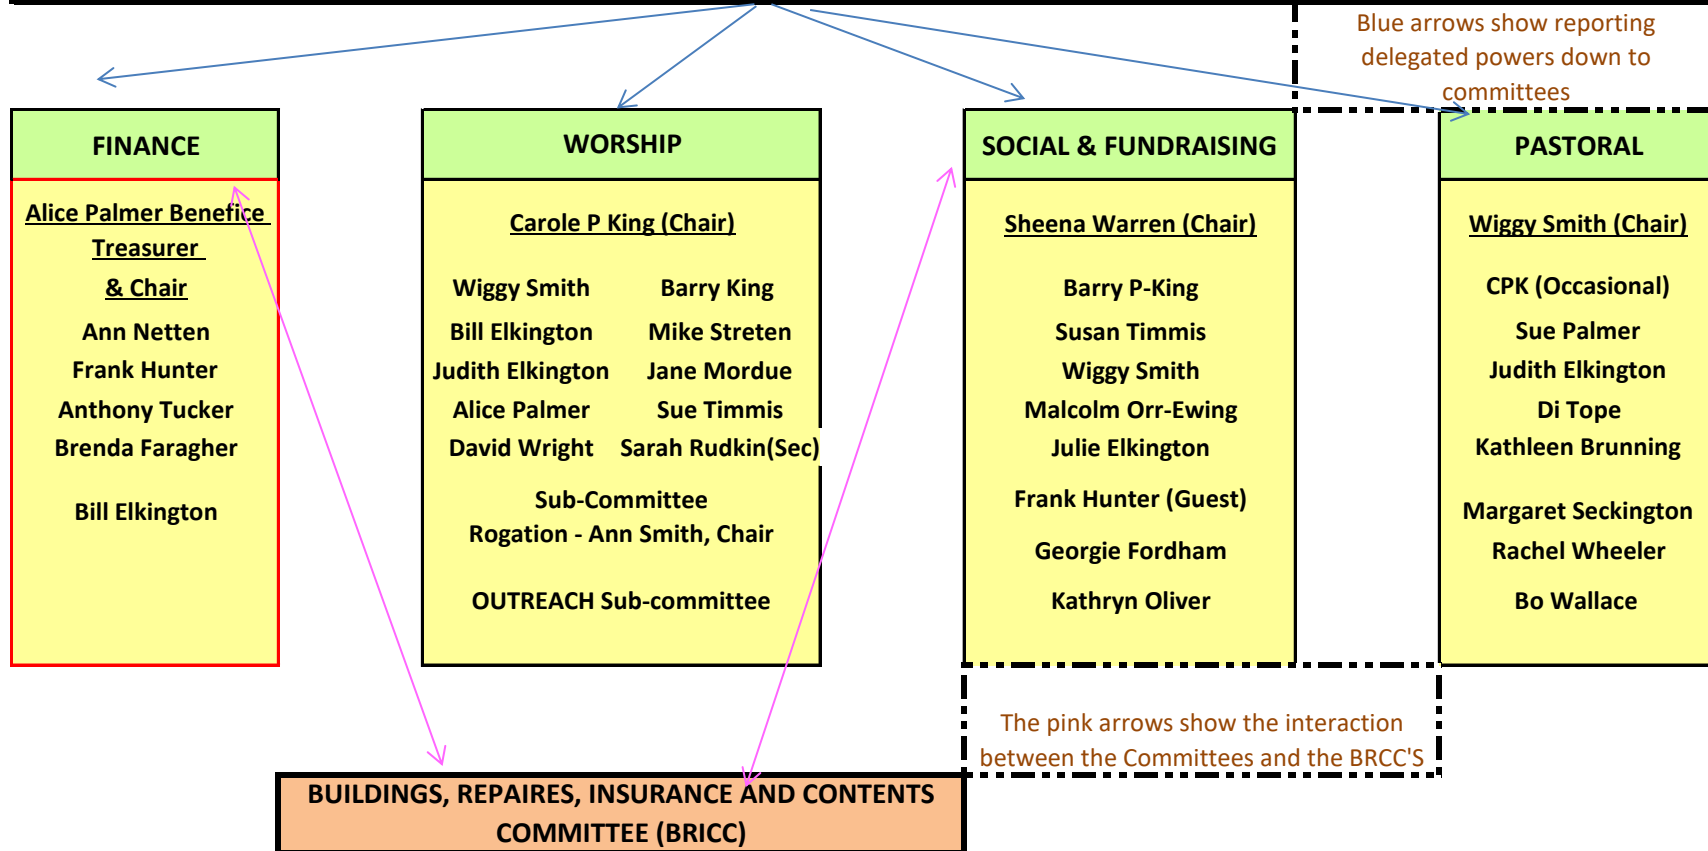 Blue arrows show reporting
delegated powers down to
committees
FINANCE
Alice Palmer Benefice
Treasurer
& Chair
Ann Netten
Frank Hunter
Anthony Tucker
Brenda Faragher
Bill Elkington
WORSHIP
Carole P King (Chair)
Wiggy Smith Barry King
Bill Elkington Mike Streten
Judith Elkington Jane Mordue
Alice Palmer Sue Timmis
David Wright Sarah Rudkin(Sec)
Sub-Committee
Rogation - Ann Smith, Chair
OUTREACH Sub-committee
SOCIAL & FUNDRAISING
Sheena Warren (Chair)
Barry P-King
Susan Timmis
Wiggy Smith
Malcolm Orr-Ewing
Julie Elkington
Frank Hunter (Guest)
Georgie Fordham
Kathryn Oliver
PASTORAL
Wiggy Smith (Chair)
CPK (Occasional)
Sue Palmer
Judith Elkington
Di Tope
Kathleen Brunning
Margaret Seckington
Rachel Wheeler
Bo Wallace
The pink arrows show the interaction
between the Committees and the BRCC'S
BUILDINGS, REPAIRES, INSURANCE AND CONTENTS
COMMITTEE (BRICC)